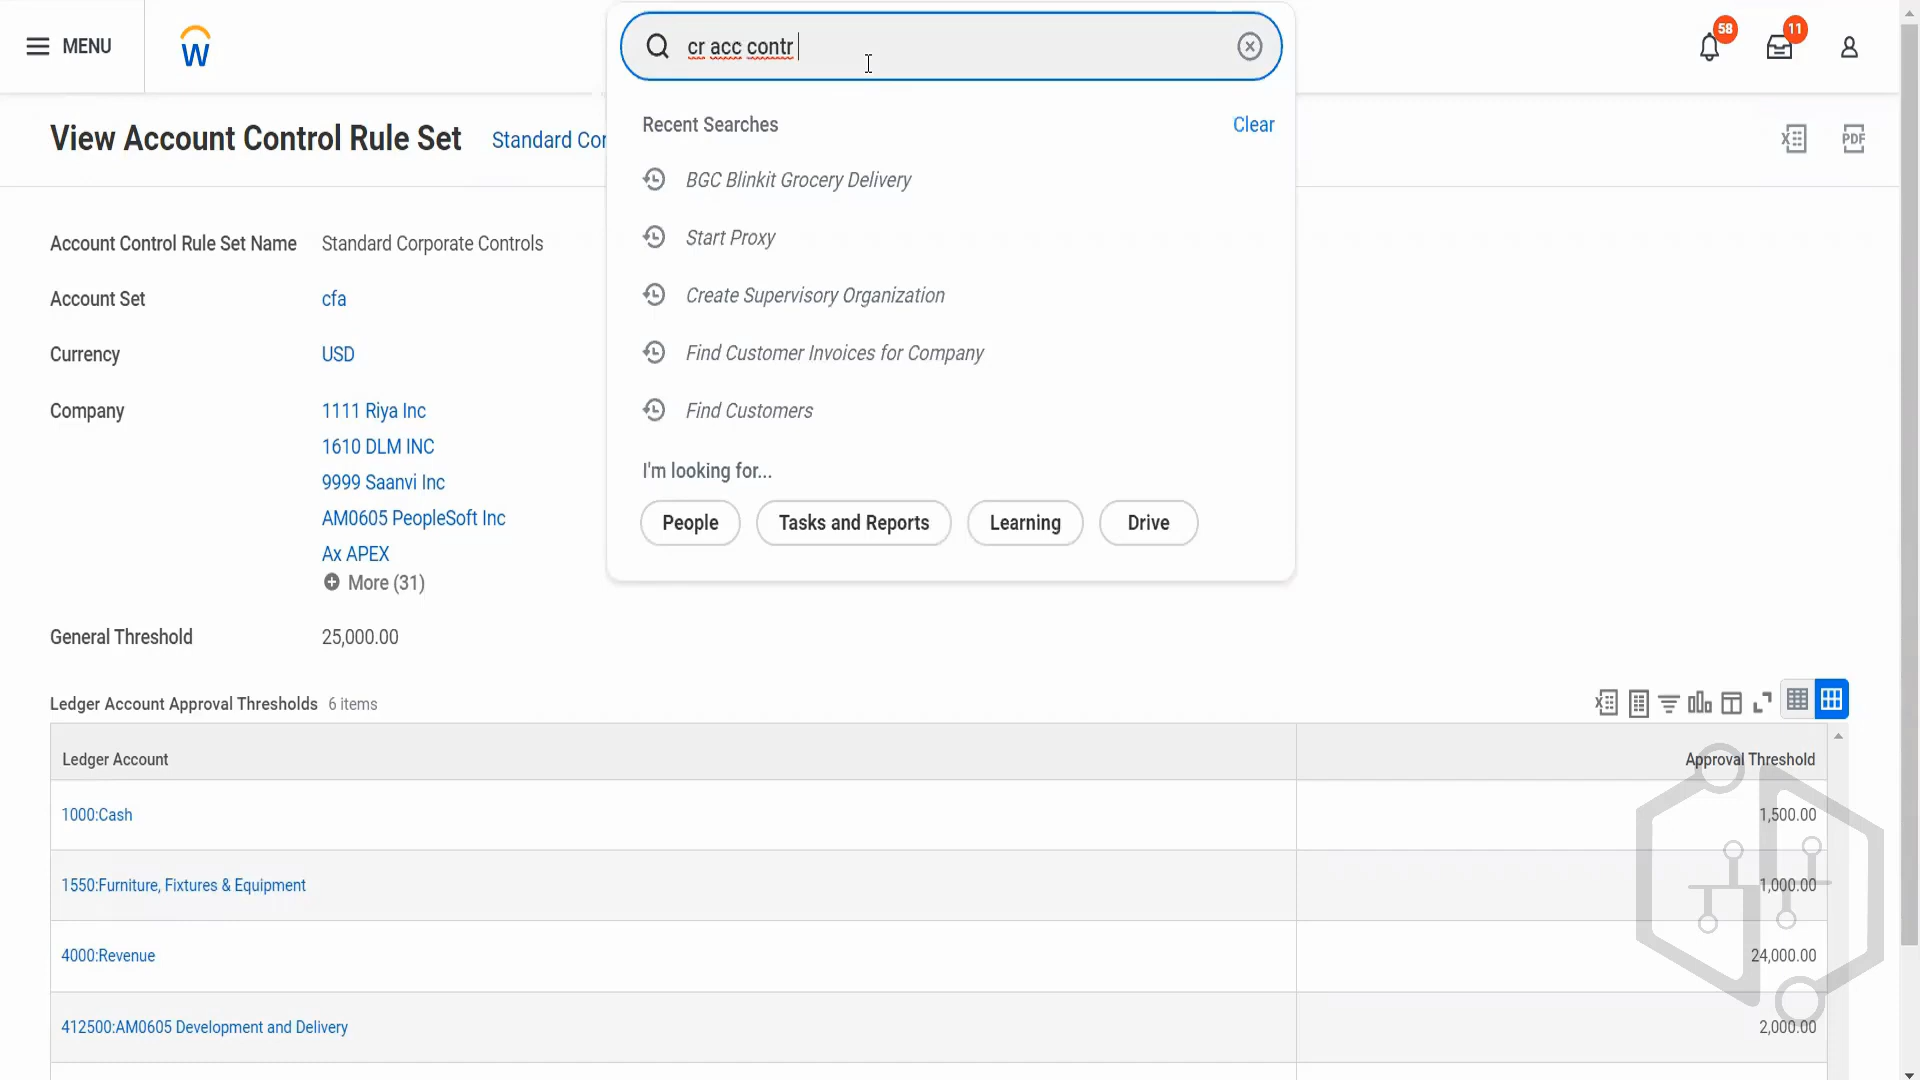 MENU
W
cr acc contr
58
11
View Account Control Rule Set
Standard Cor
PDF
Recent Searches
Clear
BGC Blinkit Grocery Delivery
Start Proxy
Create Supervisory Organization
Find Customer Invoices for Company
Find Customers
I'm looking for...
People
Tasks and Reports
Learning
Drive
Account Control Rule Set Name Standard Corporate Controls
Account Set cfa
Currency USD
Company 1111 Riya Inc
1610 DLM INC
9999 Saanvi Inc
AM0605 PeopleSoft Inc
Ax APEX
More (31)
General Threshold 25,000.00
Ledger Account Approval Thresholds 6 items
Ledger Account Approval Threshold
1000:Cash 1,500.00
1550:Furniture, Fixtures & Equipment 1,000.00
4000:Revenue 24,000.00
412500:AM0605 Development and Delivery 2,000.00